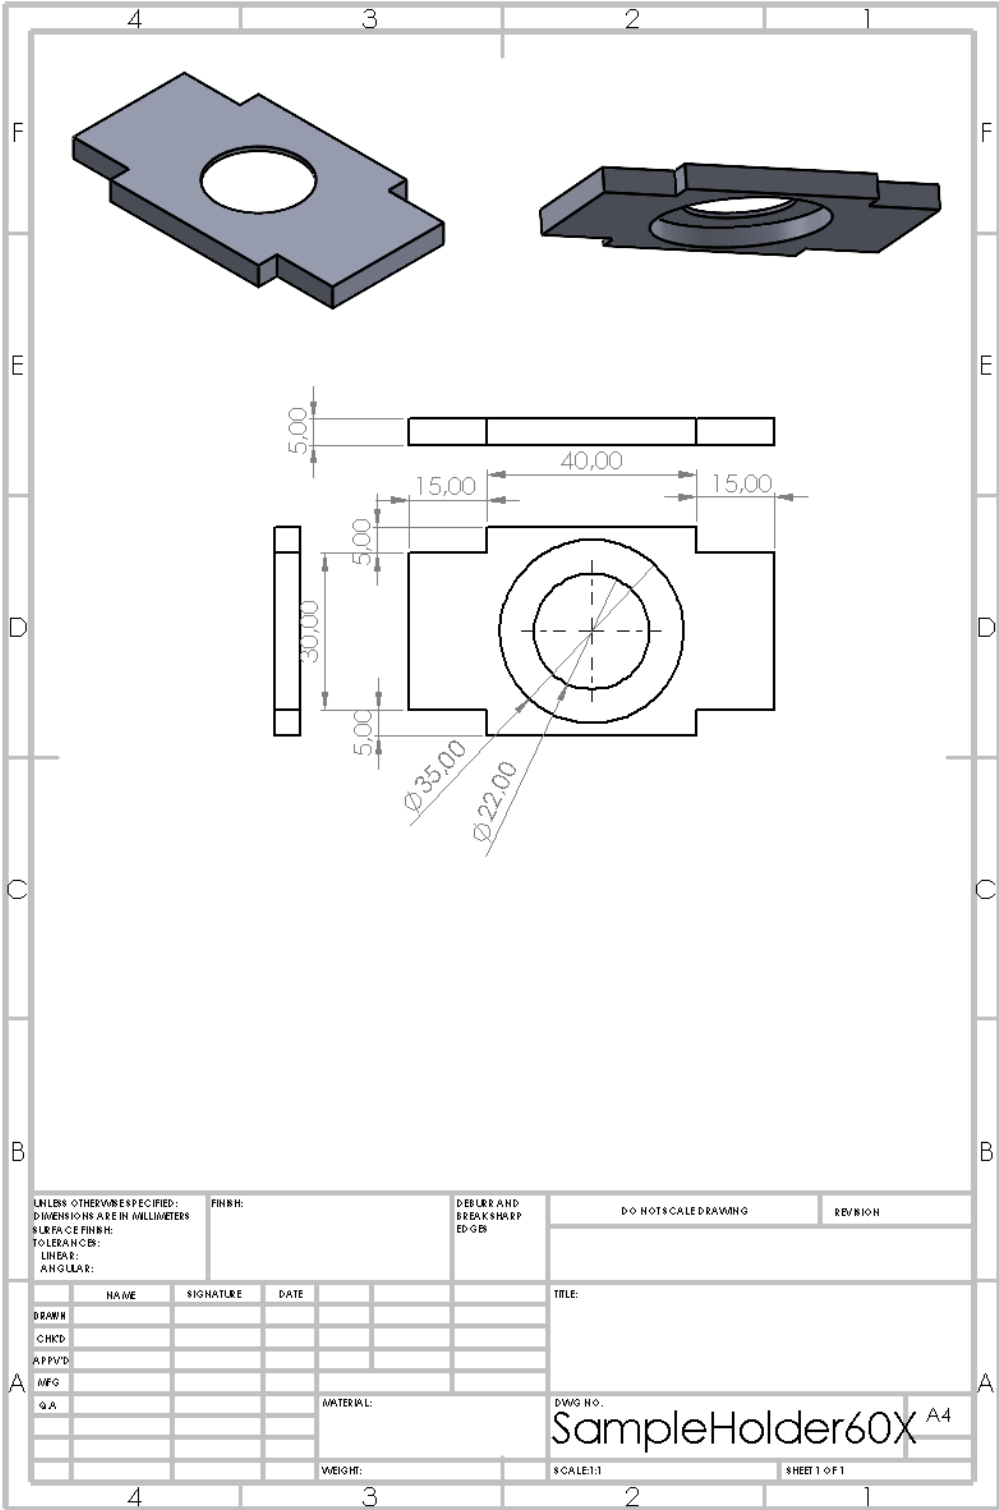 4 3 2 1
F F
E E
5,00
40,00
15,00 15,00
5,00
30,00
D D
5,00
Ø35,00
Ø22,00
C C
B B
UNLESS OTHERWISE SPECIFIED:
DIMENSIONS ARE IN MILLIMETERS
SURFACE FINISH:
TOLERANCES:
LINEAR:
ANGULAR:
FINISH:
DEBURR AND
BREAK SHARP
EDGES
DO NOT SCALE DRAWING
REVISION
NAME SIGNATURE DATE
DRAWN
CHK'D
APPV'D
MFG
Q.A
TITLE:
A A
MATERIAL:
DWG NO.
SampleHolder60X A4
WEIGHT:
SCALE:1:1
SHEET 1 OF 1
4 3 2 1